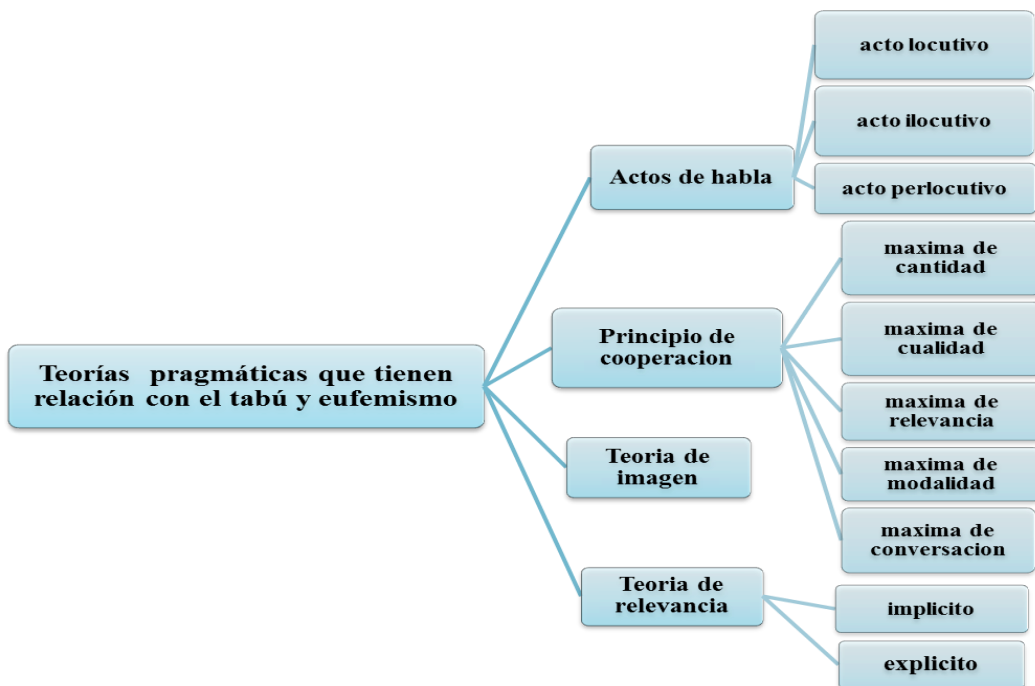 Teorías pragmáticas que tienen
relación con el tabú y eufemismo
Actos de habla
acto locutivo
acto ilocutivo
acto perlocutivo
Principio de
cooperacion
maxima de
cantidad
maxima de
cualidad
maxima de
relevancia
maxima de
modalidad
maxima de
conversacion
Teoria de
imagen
Teoria de
relevancia
implicito
explicito